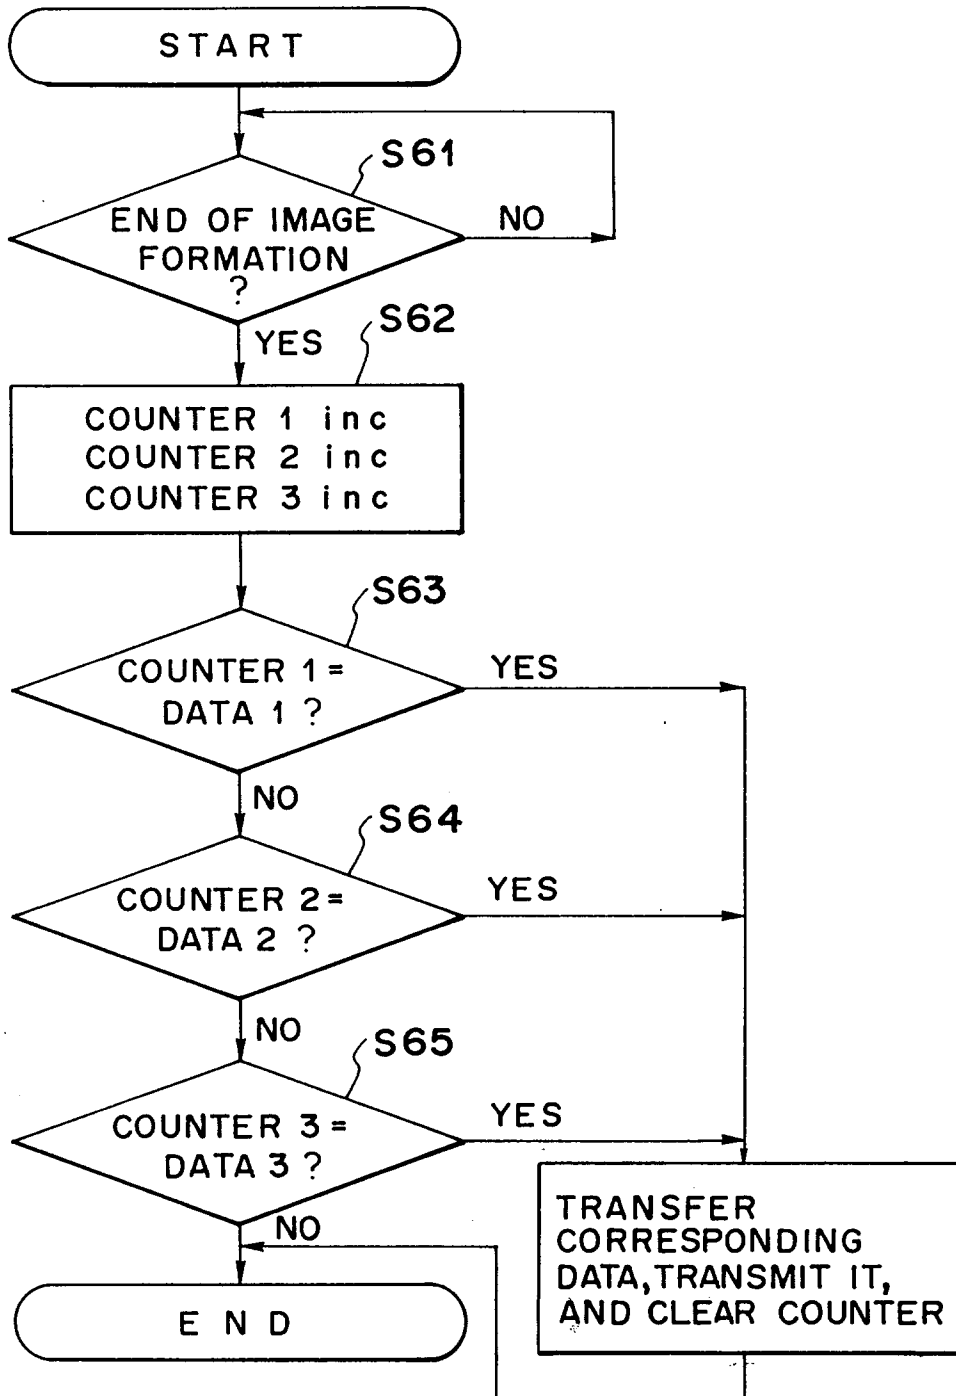 START
S61
END OF IMAGE
FORMATION
?
NO
S62
YES
COUNTER 1 inc
COUNTER 2 inc
COUNTER 3 inc
S63
COUNTER 1=
DATA 1 ?
YES
NO
S64
COUNTER 2=
DATA 2 ?
YES
NO
S65
COUNTER 3=
DATA 3 ?
YES
NO
TRANSFER
CORRESPONDING
DATA, TRANSMIT IT,
AND CLEAR COUNTER
END